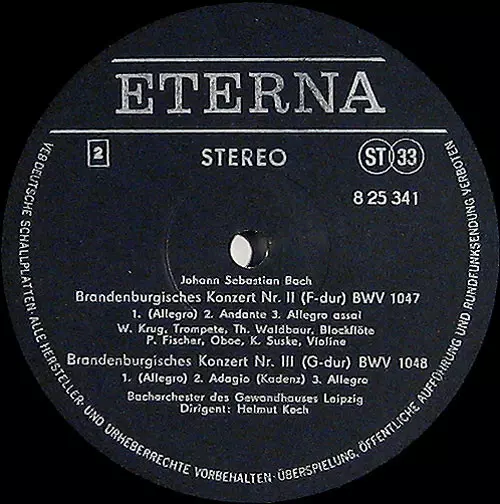 ETERNA
2
STEREO
ST 33
8 25 341
Johann Sebastian Bach
Brandenburgisches Konzert Nr. II (F-dur) BWV 1047
1. (Allegro) 2. Andante 3. Allegro assai
W. Krug, Trompete, Th. Waldbaur, Blockflöte
P. Fischer, Oboe, K. Suske, Violine
Brandenburgisches Konzert Nr. III (G-dur) BWV 1048
1. (Allegro) 2. Adagio (Kadenz) 3. Allegro
Bachorchester des Gewandhauses Leipzig
Dirigent: Helmut Koch
VEB DEUTSCHE SCHALLPLATTEN · ALLE HERSTELLER- UND URHEBERRECHTE VORBEHALTEN · ÜBERSPIELUNG, ÖFFENTLICHE AUFFÜHRUNG UND RUNDFUNKSENDUNG VERBOTEN